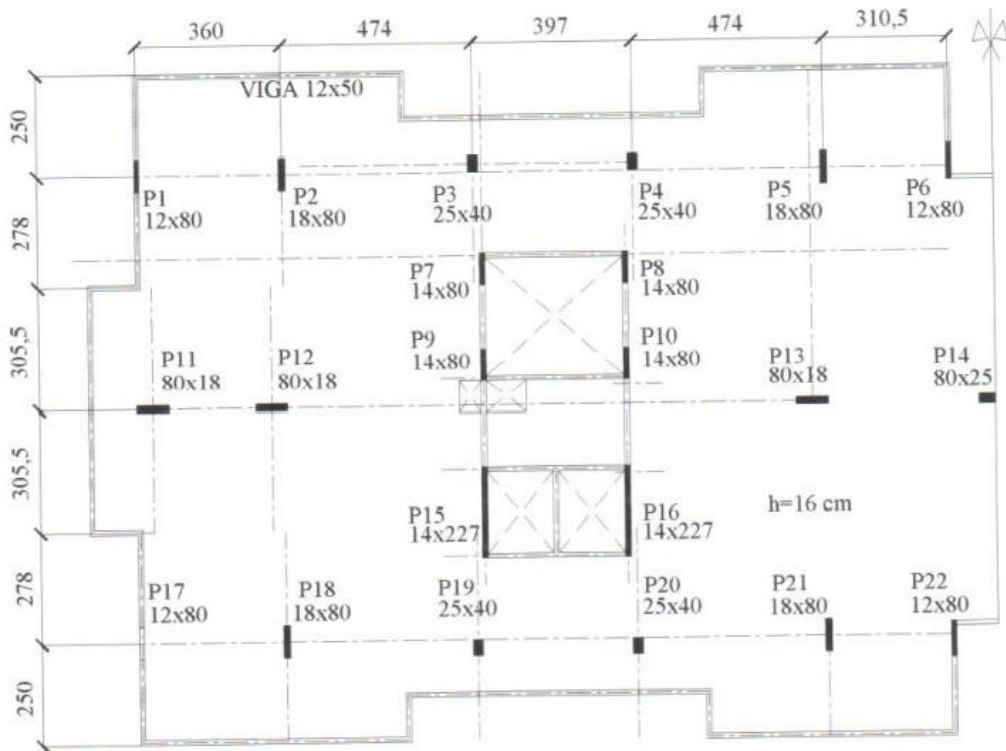 360
474
397
474
310,5
VIGA 12x50
250
P1
12x80
P2
18x80
P3
25x40
P4
25x40
P5
18x80
P6
12x80
278
P7
14x80
P8
14x80
305,5
P9
14x80
P10
14x80
P11
80x18
P12
80x18
P13
80x18
P14
80x25
305,5
P15
14x227
P16
14x227
h=16 cm
278
P17
12x80
P18
18x80
P19
25x40
P20
25x40
P21
18x80
P22
12x80
250